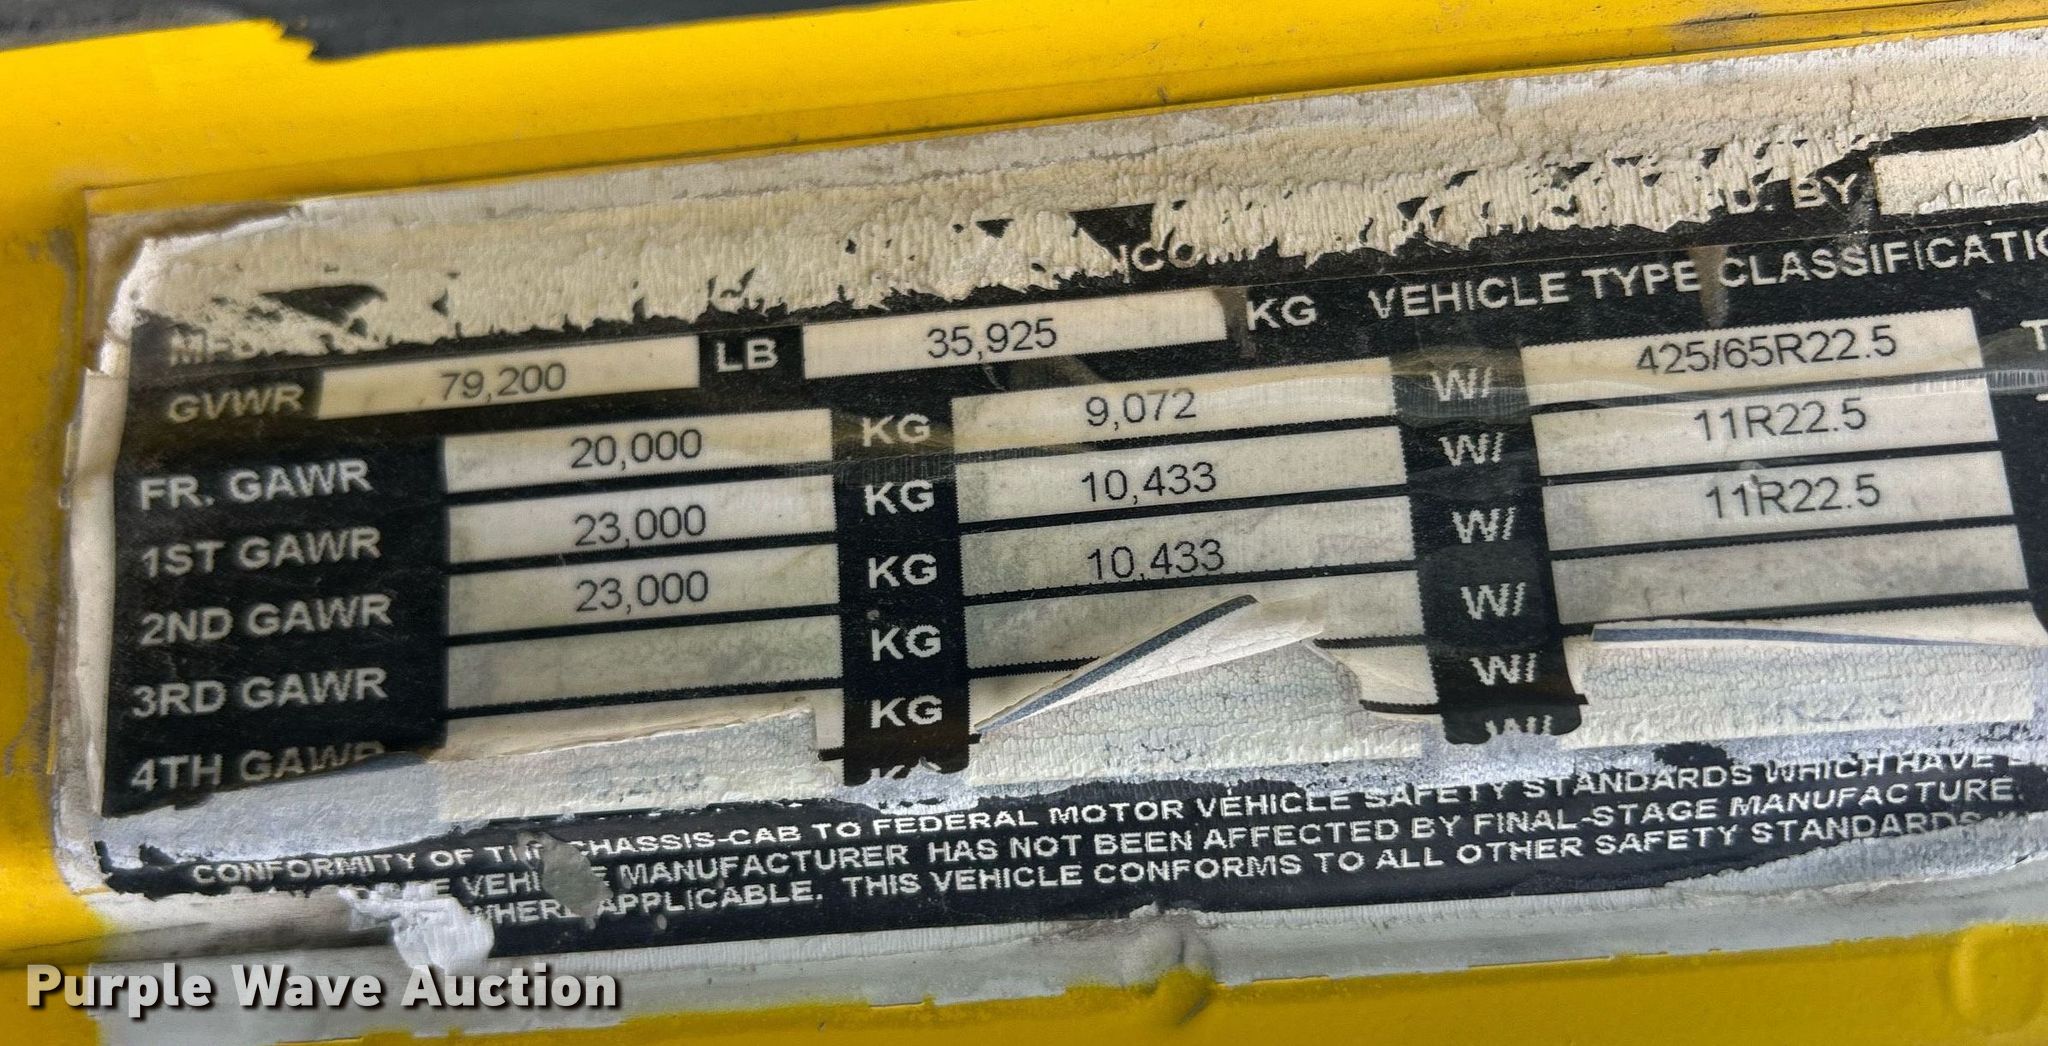 BY
GVWR 79,200 LB 35,925 KG VEHICLE TYPE CLASSIFICATIO
FR. GAWR 20,000 KG 9,072 W/ 425/65R22.5
1ST GAWR 23,000 KG 10,433 W/ 11R22.5
2ND GAWR 23,000 KG 10,433 W/ 11R22.5
3RD GAWR KG W/
4TH GAWR KG W/
CONFORMITY OF THE CHASSIS-CAB TO FEDERAL MOTOR VEHICLE SAFETY STANDARDS WHICH HAVE
VEHI MANUFACTURER HAS NOT BEEN AFFECTED BY FINAL-STAGE MANUFACTURE.
WHERE APPLICABLE. THIS VEHICLE CONFORMS TO ALL OTHER SAFETY STANDARDS
Purple Wave Auction